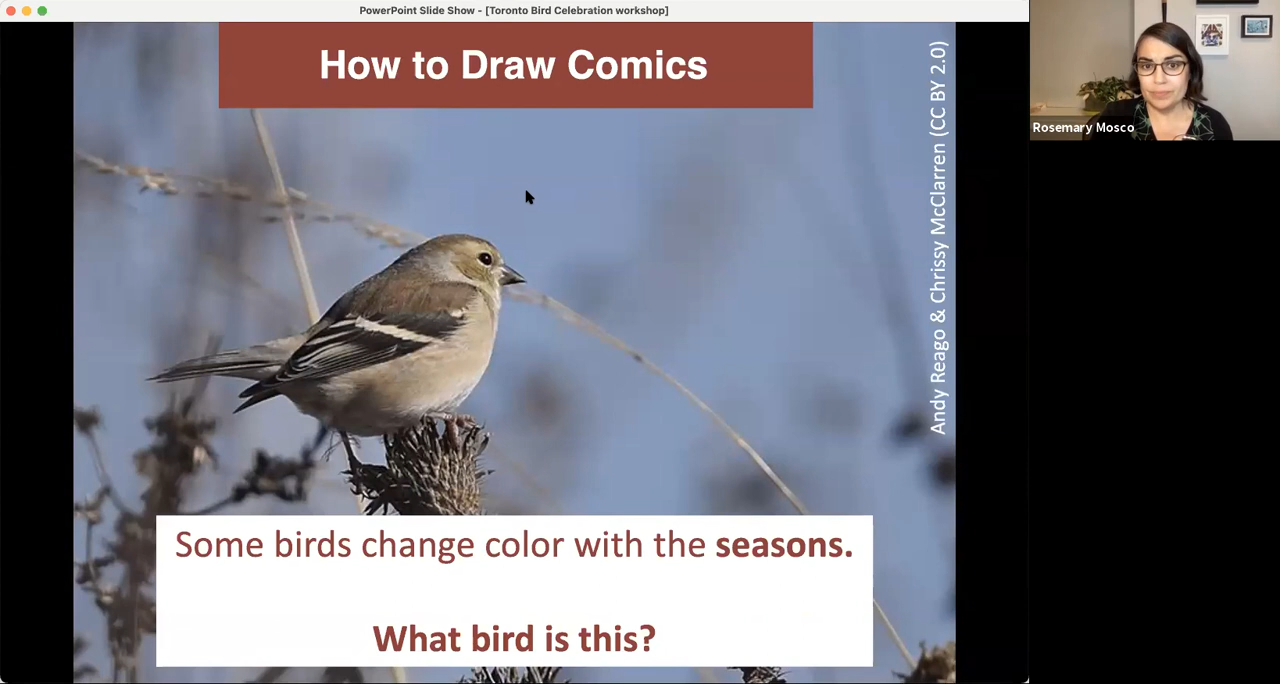 PowerPoint Slide Show - [Toronto Bird Celebration workshop]
How to Draw Comics
Andy Reago & Chrissy McClarren (CC BY 2.0)
Rosemary Mosco
Some birds change color with the seasons.
What bird is this?